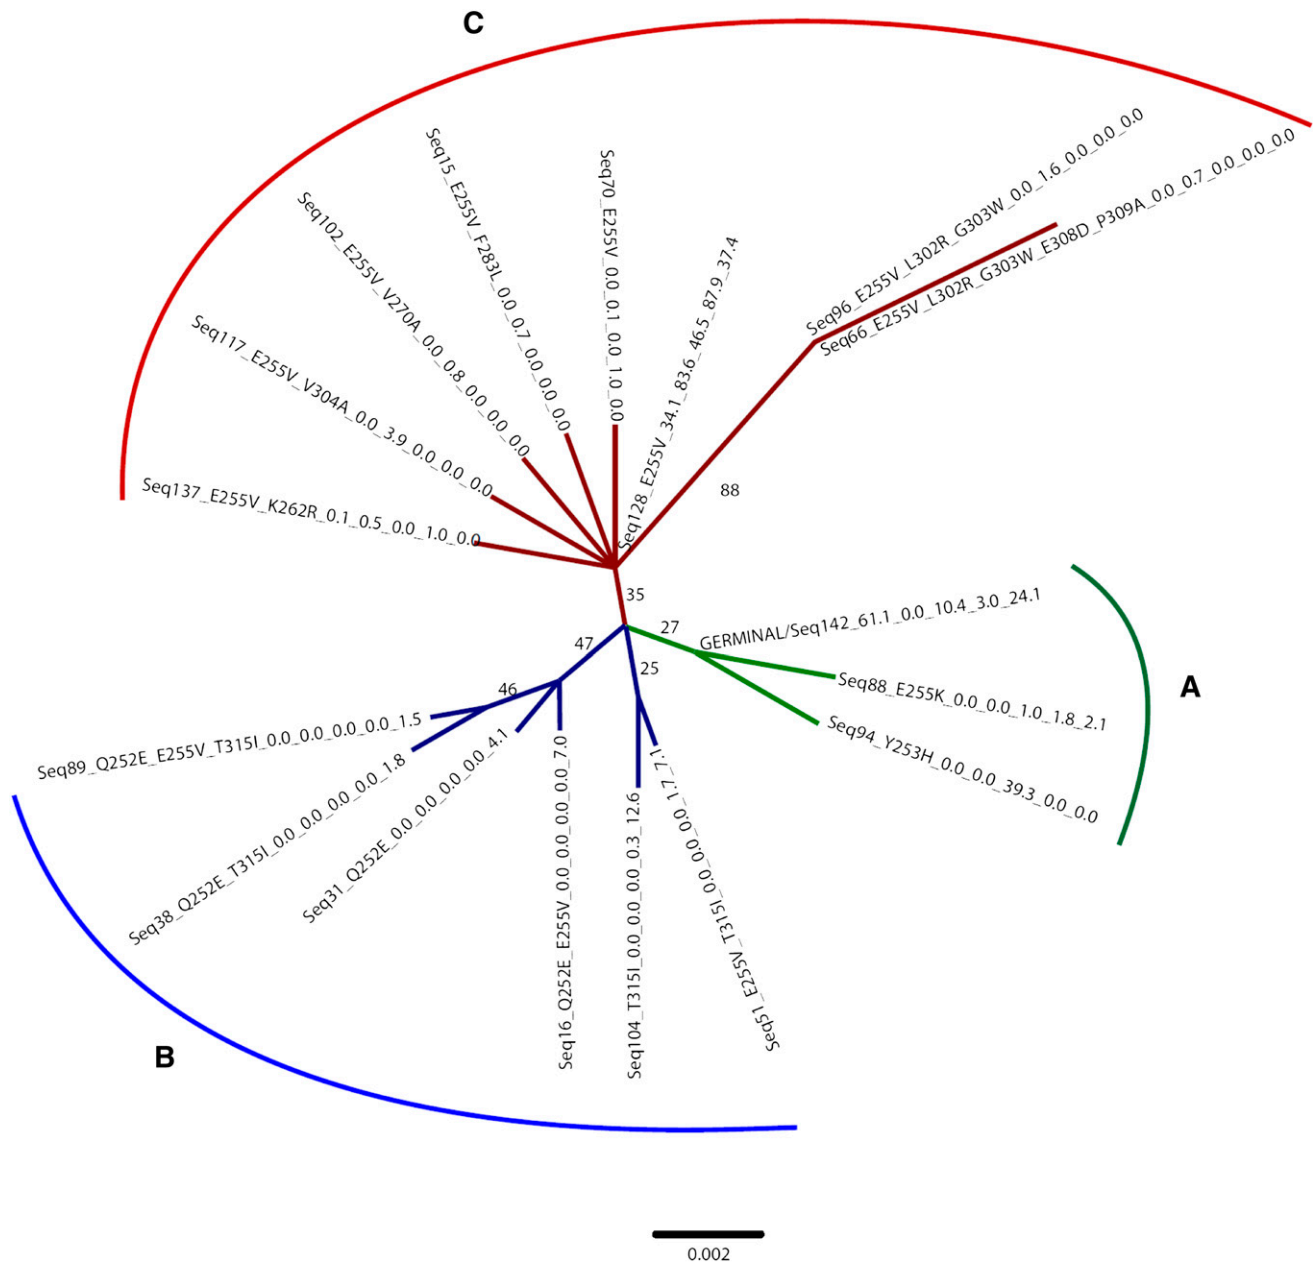 C
Seq15_E255V_F283L_0.0_0.7_0.0_0.0_0.0
Seq70_E255V_0.0_0.1_0.0_1.0_0.0
Seq96_E255V_L302R_G303W_0.0_1.6_0.0_0.0_0.0
Seq66_E255V_L302R_G303W_E308D_P309A_0.0_0.7_0.0_0.0_0.0
Seq102_E255V_V270A_0.0_0.8_0.0_0.0_0.0
Seq128_E255V_34.1_83.6_46.5_87.9_37.4
Seq117_E255V_V304A_0.0_3.9_0.0_0.0_0.0
Seq137_E255V_K262R_0.1_0.5_0.0_1.0_0.0
88
35
27
GERMINAL/Seq142_61.1_0.0_10.4_3.0_24.1
47
25
A
Seq88_E255K_0.0_0.0_1.0_1.8_2.1
46
Seq94_Y253H_0.0_0.0_39.3_0.0_0.0
Seq89_Q252E_E255V_T315I_0.0_0.0_0.0_0.0_1.5
Seq38_Q252E_T315I_0.0_0.0_0.0_0.0_1.8
Seq31_Q252E_0.0_0.0_0.0_0.0_4.1
Seq16_Q252E_E255V_0.0_0.0_0.0_0.0_7.0
Seq104_T315I_0.0_0.0_0.0_0.3_12.6
Seq51_E255V_T315I_0.0_0.0_0.0_1.7_7.1
B
0.002